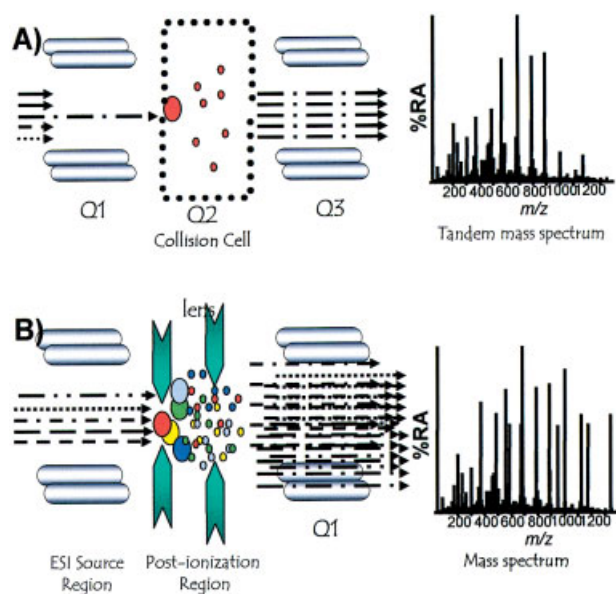 A)
%RA
Q1
Q2
Q3
Collision Cell
200 400 600 800 1000 1200
m/z
Tandem mass spectrum
B)
lens
%RA
Q1
200 400 600 800 1000 1200
m/z
ESI Source
Region
Post-ionization
Region
Mass spectrum